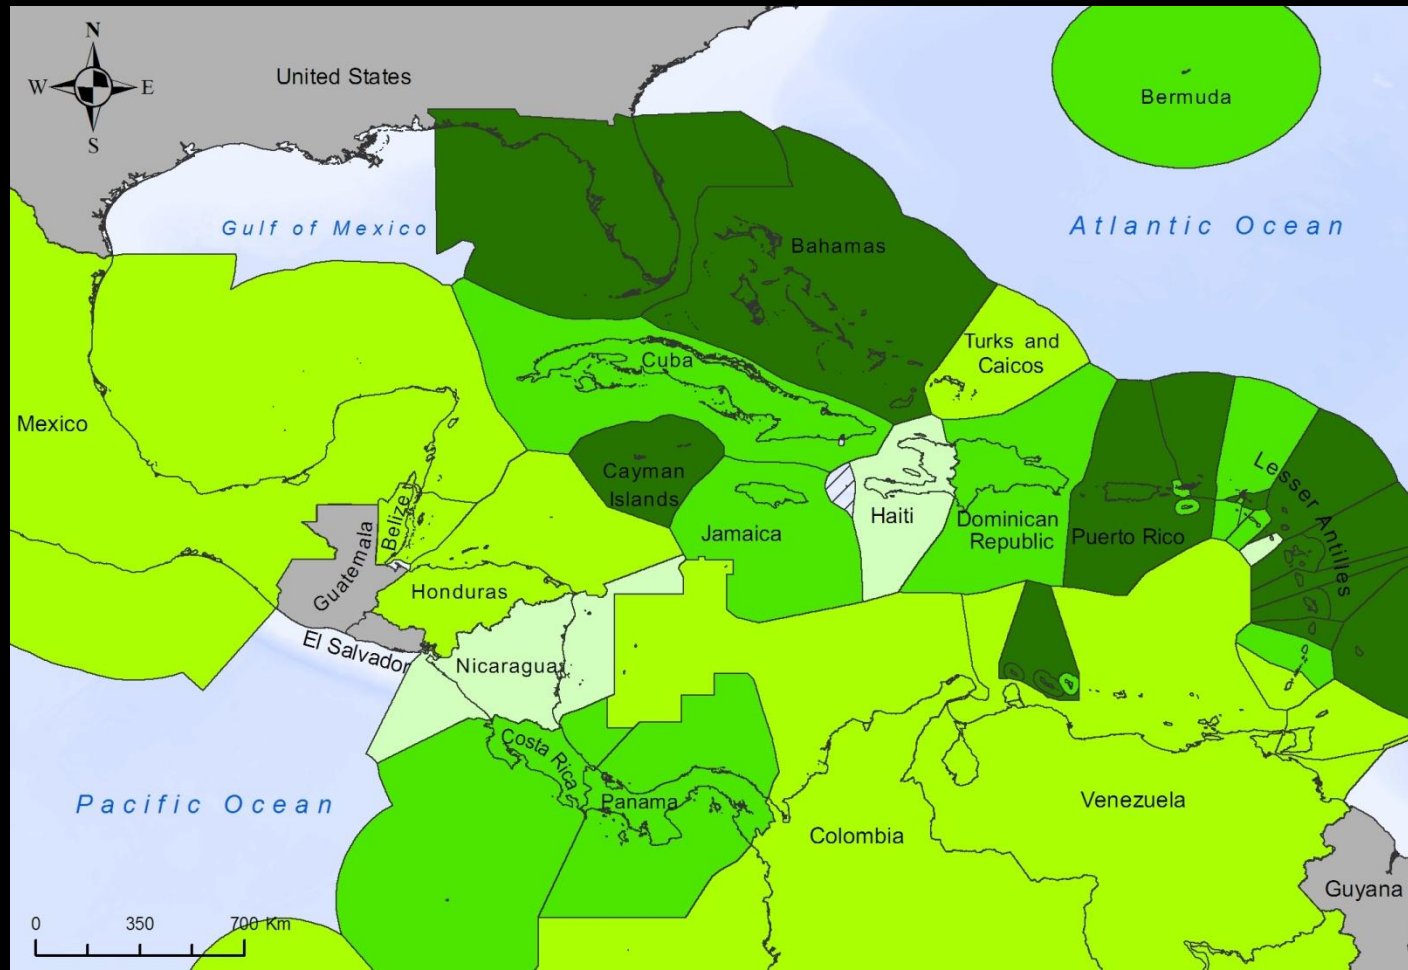 N
W E
S
United States
Bermuda
Gulf of Mexico
Atlantic Ocean
Bahamas
Turks and
Caicos
Cuba
Mexico
Cayman
Islands
Lesser Antilles
Belize
Haiti
Jamaica
Dominican
Republic
Puerto Rico
Guatemala
Honduras
El Salvador
Nicaragua
Costa Rica
Panama
Pacific Ocean
Venezuela
Colombia
Guyana
0 350 700 Km